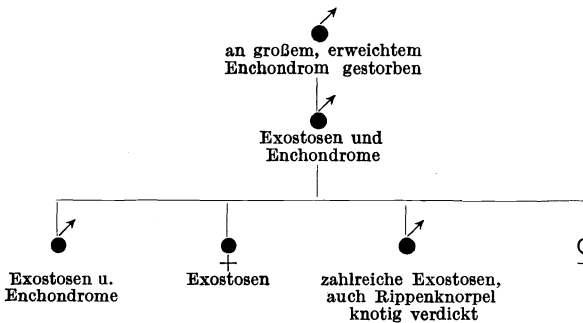 an großem, erweichtem
Enchondrom gestorben
Exostosen und
Enchondrome
Exostosen u.
Enchondrome
Exostosen
zahlreiche Exostosen,
auch Rippenknorpel
knotig verdickt